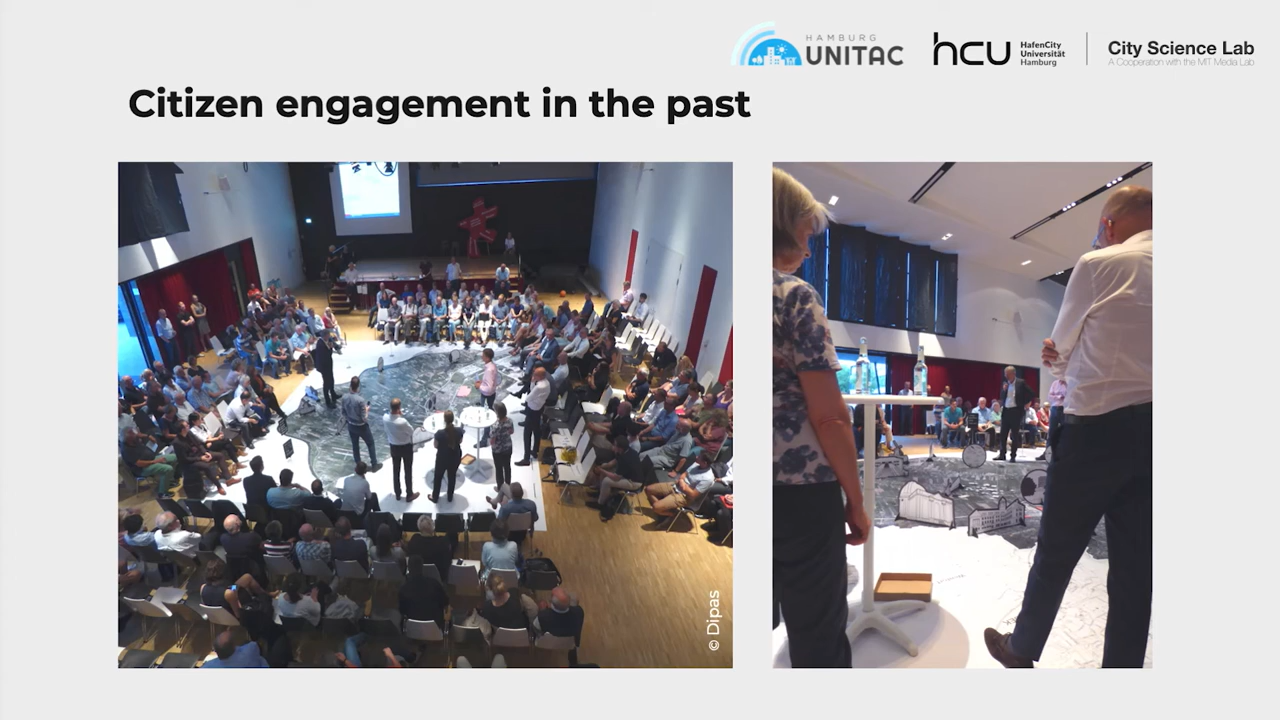 HAMBURG
UNITAC
hcu
HafenCity
Universität
Hamburg
City Science Lab
A Cooperation with the MIT Media Lab
Citizen engagement in the past
© Dipas